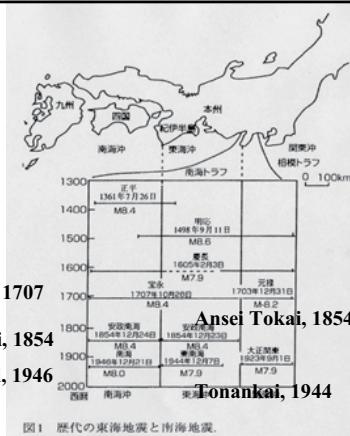 九州
四国
本州
紀伊半島
南海沖
東海沖
関東沖
南海トラフ
相模トラフ
0 100km
1300
正平
1361年7月26日
M8.4
1400
明応
1498年9月11日
1500
M8.6
慶長
1605年2月3日
1600
M7.9
宝永
元禄
1707
1707年10月28日
1703年12月31日
1700
M8.4
M-8.2
Ansei Tokai, 1854
安政南海
安政東海
1854年12月24日
1854年12月23日
1800
i, 1854
M8.4
M8.4
南海
東南海
大正関東
1946年12月21日
1944年12月7日
1923年9月1日
1900
, 1946
M8.0
M7.9
M7.9
2000
Tonankai, 1944
西暦
南海沖
東海沖
図1 歴代の東海地震と南海地震.